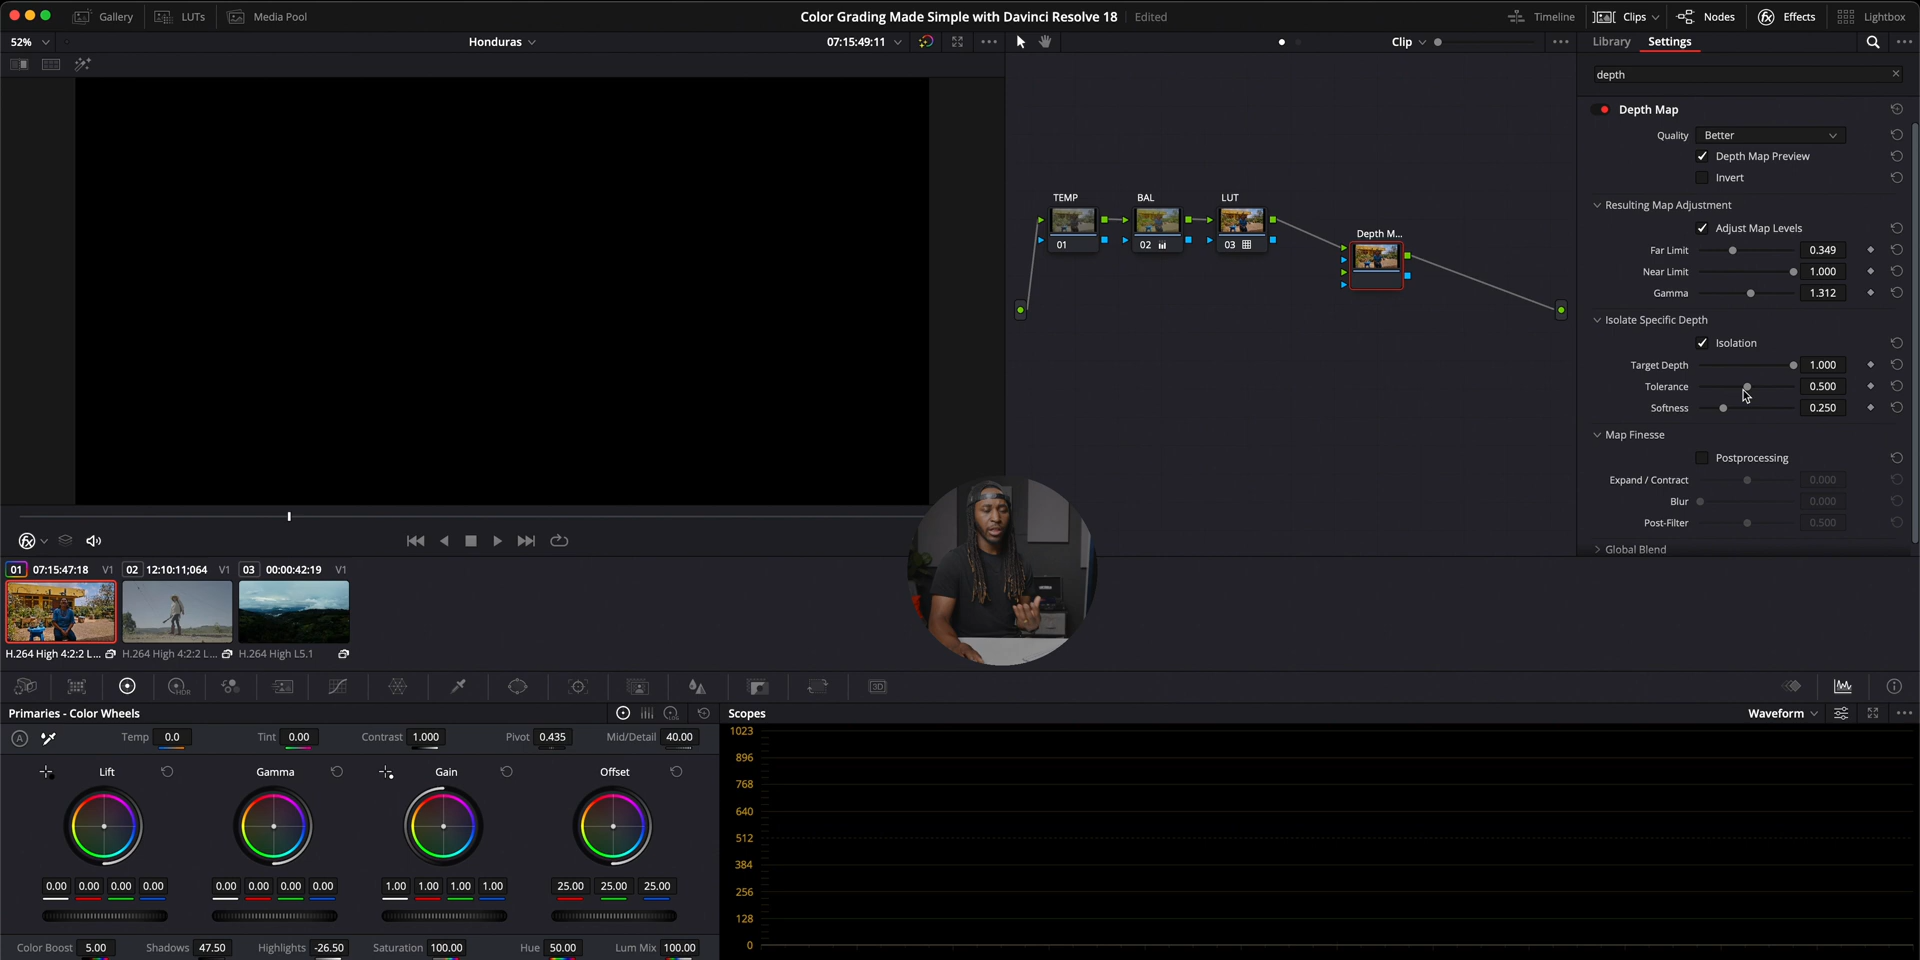 Gallery LUTs Media Pool Color Grading Made Simple with Davinci Resolve 18 Edited Timeline Clips Nodes Effects Lightbox
52% Honduras 07:15:49:11 Clip Library Settings
depth
Depth Map
Quality Better
Depth Map Preview
Invert
Resulting Map Adjustment
Adjust Map Levels
Far Limit 0.349
Near Limit 1.000
Gamma 1.312
Isolate Specific Depth
Isolation
Target Depth 1.000
Tolerance 0.500
Softness 0.250
Map Finesse
Postprocessing
Expand / Contract 0.000
Blur 0.000
Post-Filter 0.500
Global Blend
TEMP BAL LUT
01 02 03
Depth M...
01 07:15:47:18 V1 02 12:10:11;064 V1 03 00:00:42:19 V1
H.264 High 4:2:2 L... H.264 High 4:2:2 L... H.264 High L5.1
HDR LOG 3D
Primaries - Color Wheels Scopes Waveform
A Temp 0.0 Tint 0.00 Contrast 1.000 Pivot 0.435 Mid/Detail 40.00
Lift Gamma Gain Offset
0.00 0.00 0.00 0.00 0.00 0.00 0.00 0.00 1.00 1.00 1.00 1.00 25.00 25.00 25.00
Color Boost 5.00 Shadows 47.50 Highlights -26.50 Saturation 100.00 Hue 50.00 Lum Mix 100.00
1023
896
768
640
512
384
256
128
0